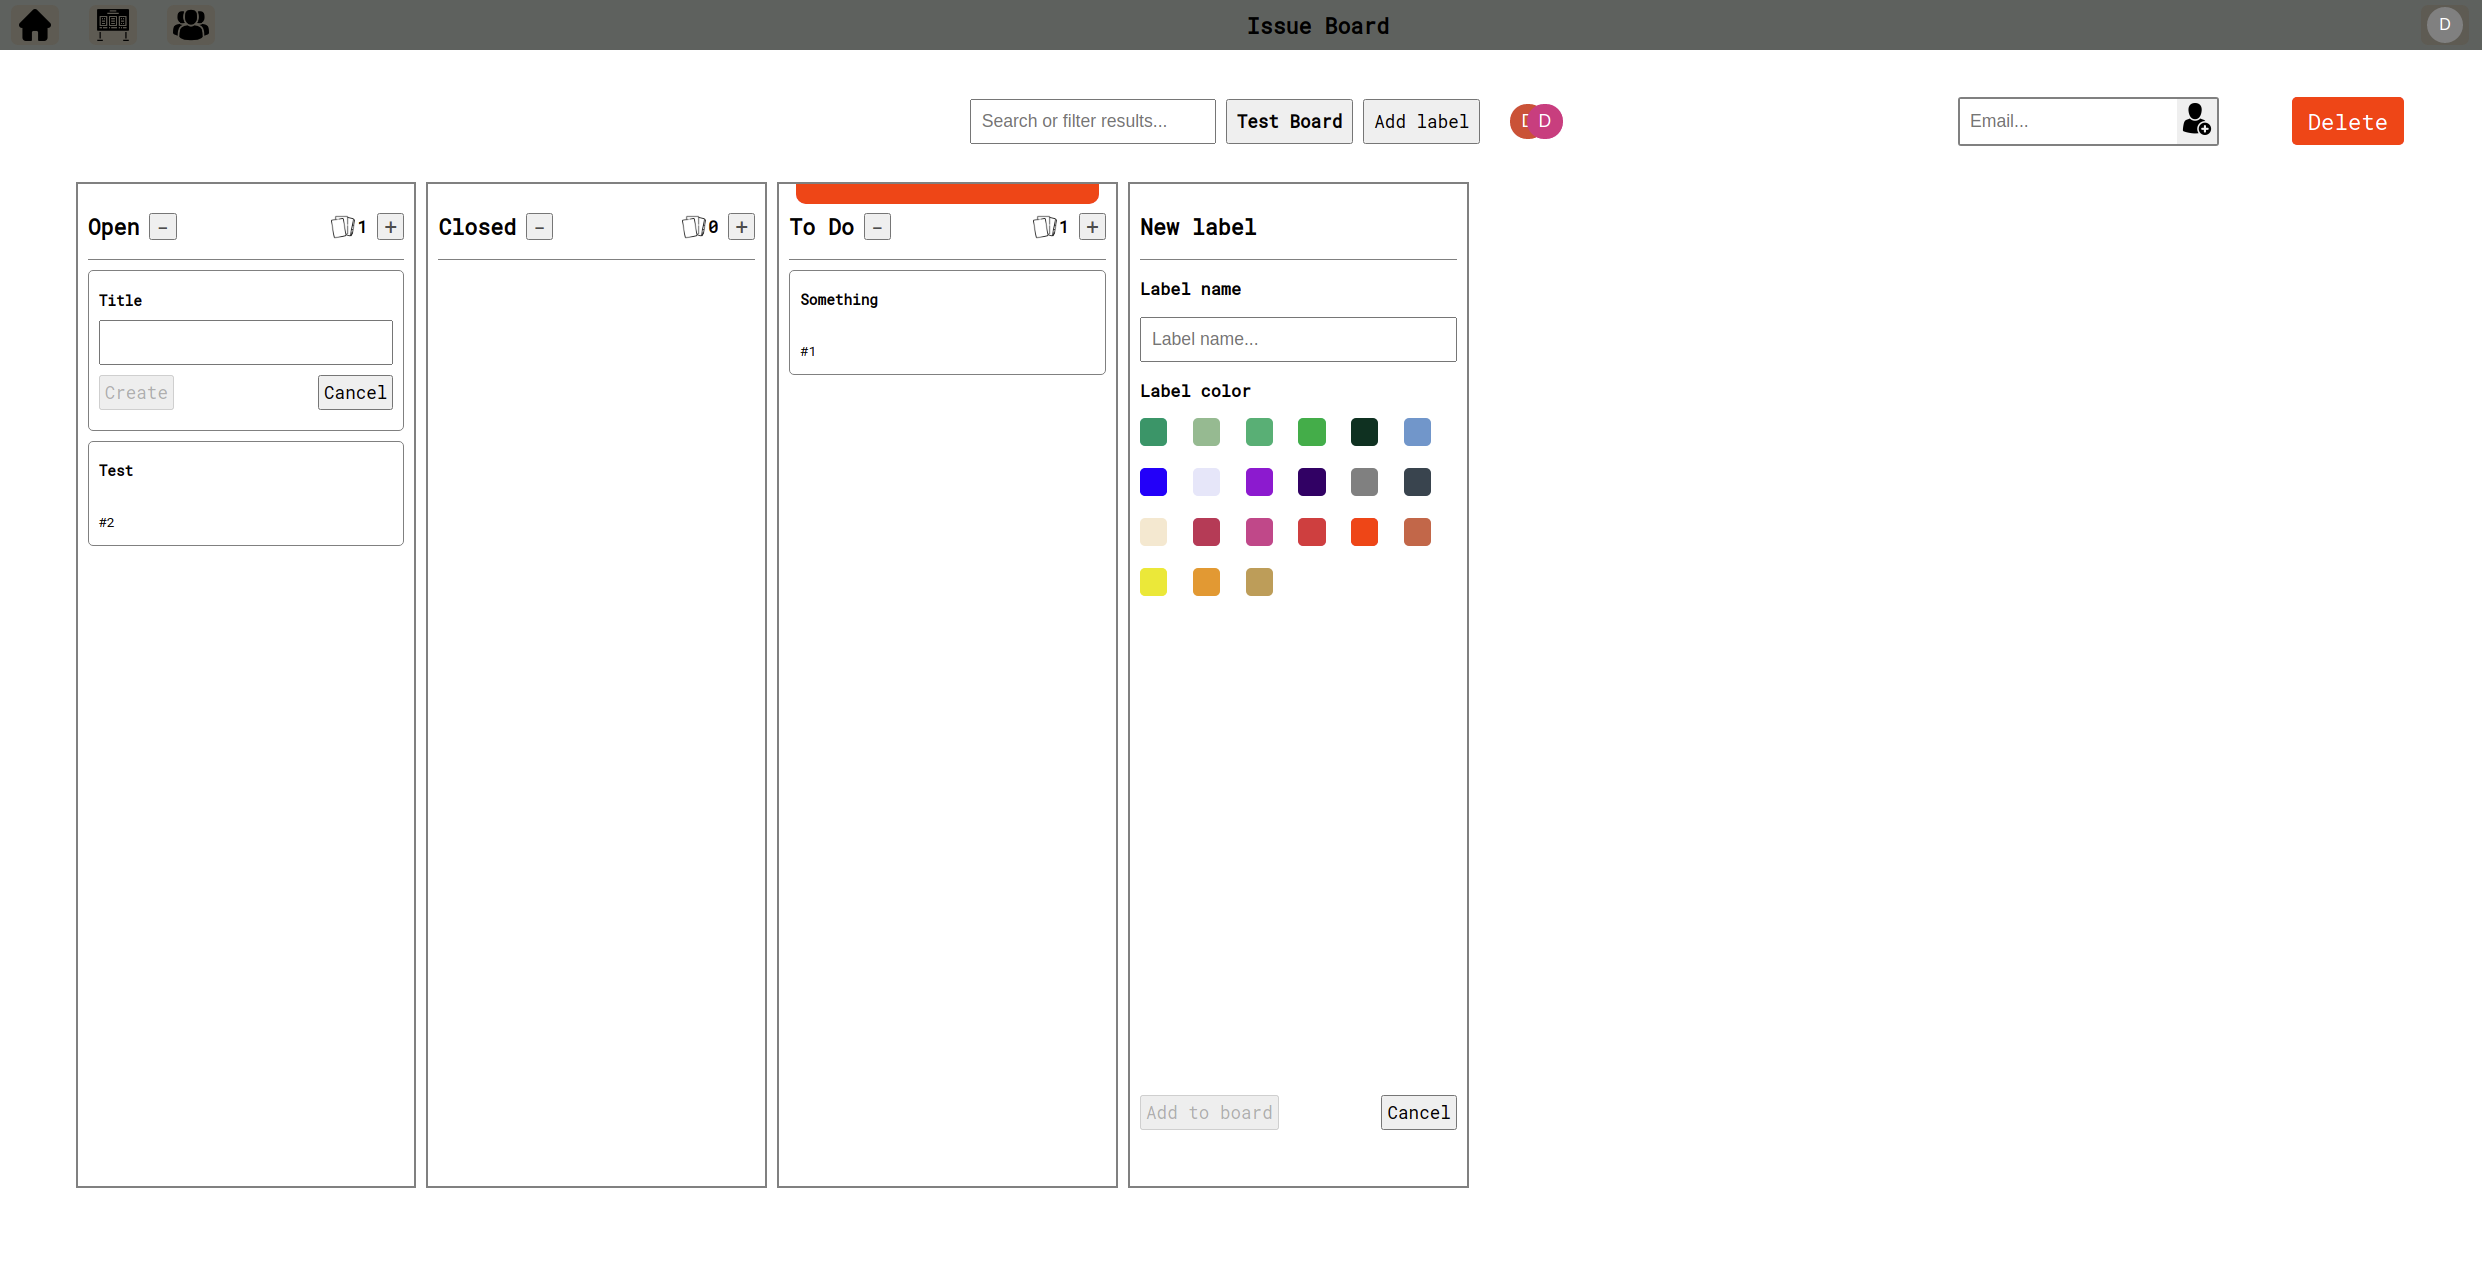 Issue Board
D
Search or filter results...
Test Board
Add label
D
Email...
Delete
Open
-
1
+
Title
Create
Cancel
Test
#2
Closed
-
0
+
To Do
-
1
+
Something
#1
New label
Label name
Label name...
Label color
Add to board
Cancel